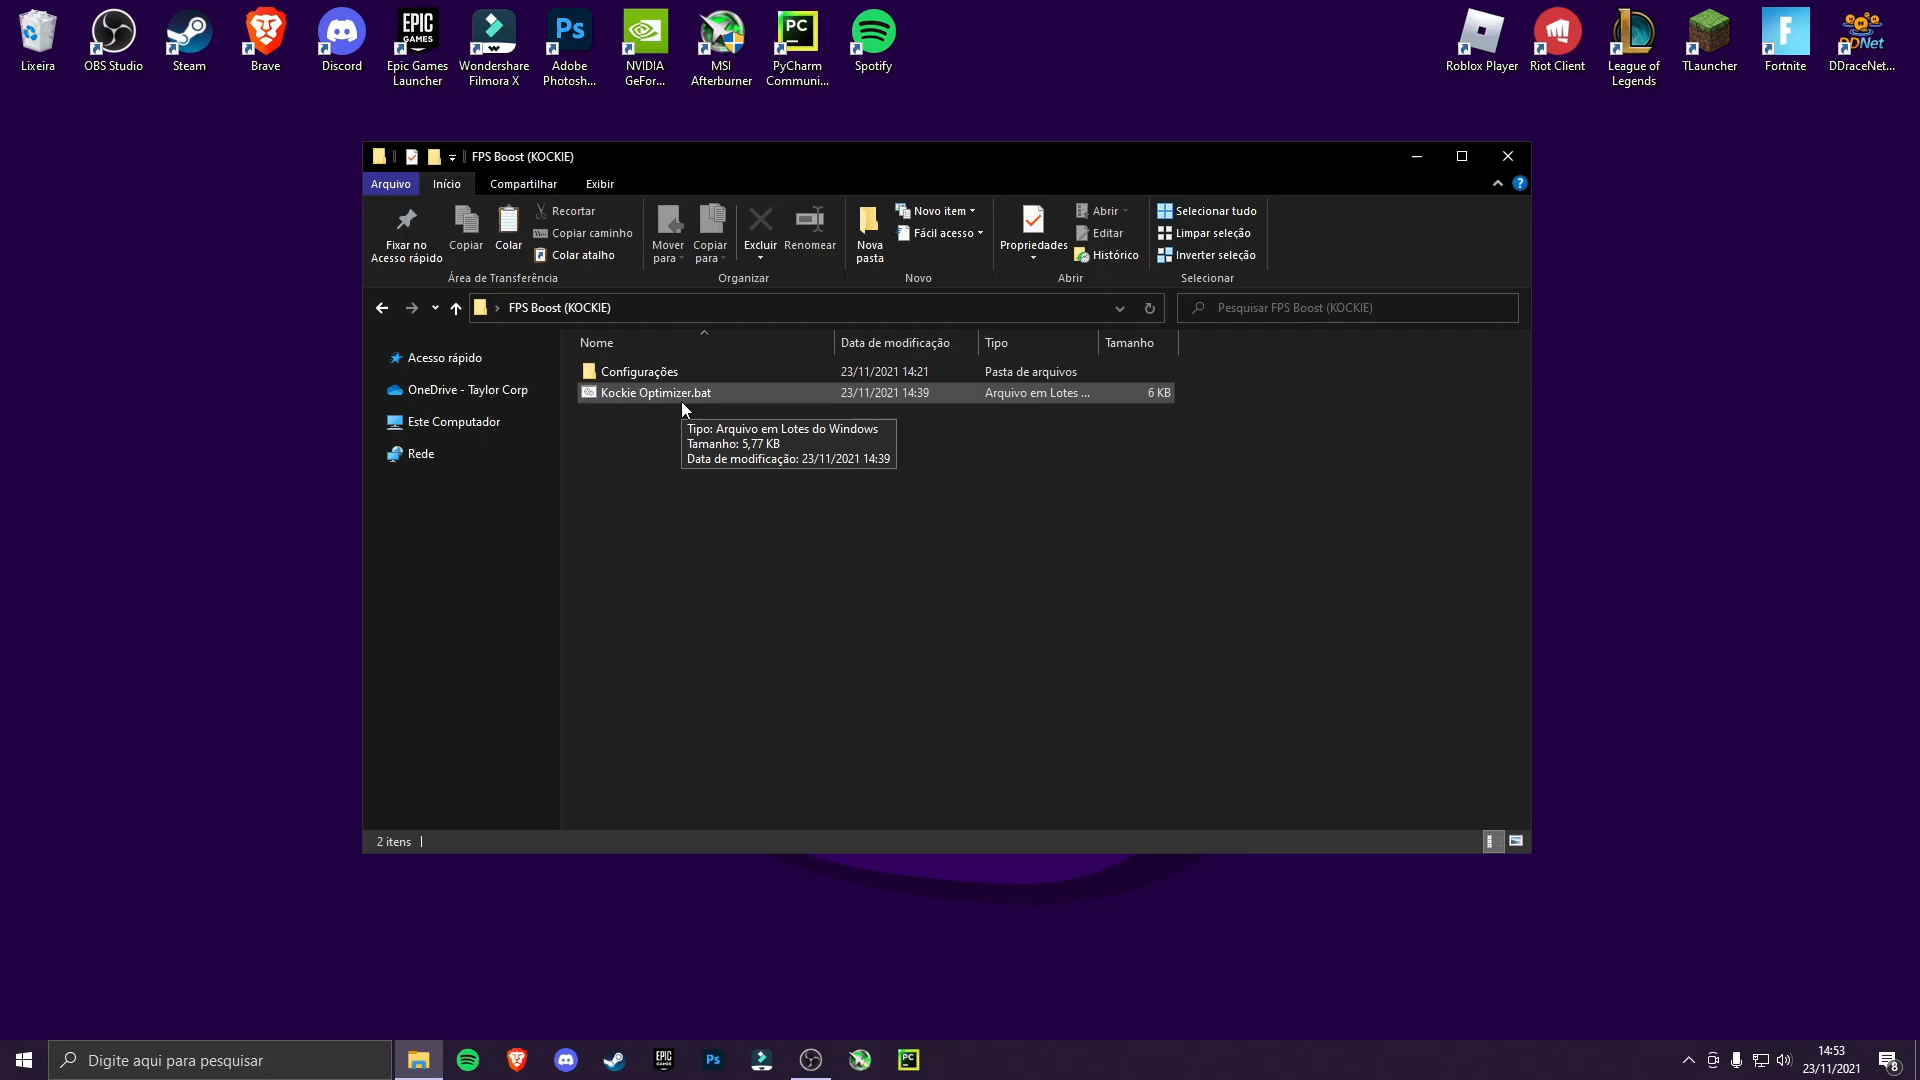 Lixeira
OBS Studio
Steam
Brave
Discord
Epic Games
Launcher
Wondershare
Filmora X
Adobe
Photosh...
NVIDIA
GeFor...
MSI
Afterburner
PyCharm
Communi...
Spotify
Roblox Player
Riot Client
League of
Legends
TLauncher
Fortnite
DDraceNet...
FPS Boost (KOCKIE)
Arquivo
Início
Compartilhar
Exibir
Fixar no
Acesso rápido
Copiar
Colar
Recortar
Copiar caminho
Colar atalho
Área de Transferência
Mover
para
Copiar
para
Excluir
Renomear
Organizar
Nova
pasta
Novo item
Fácil acesso
Novo
Propriedades
Abrir
Editar
Histórico
Abrir
Selecionar tudo
Limpar seleção
Inverter seleção
Selecionar
FPS Boost (KOCKIE)
Pesquisar FPS Boost (KOCKIE)
Acesso rápido
OneDrive - Taylor Corp
Este Computador
Rede
Nome Data de modificação Tipo Tamanho
Configurações 23/11/2021 14:21 Pasta de arquivos
Kockie Optimizer.bat 23/11/2021 14:39 Arquivo em Lotes ... 6 KB
Tipo: Arquivo em Lotes do Windows
Tamanho: 5,77 KB
Data de modificação: 23/11/2021 14:39
2 itens
Digite aqui para pesquisar
14:53
23/11/2021
8